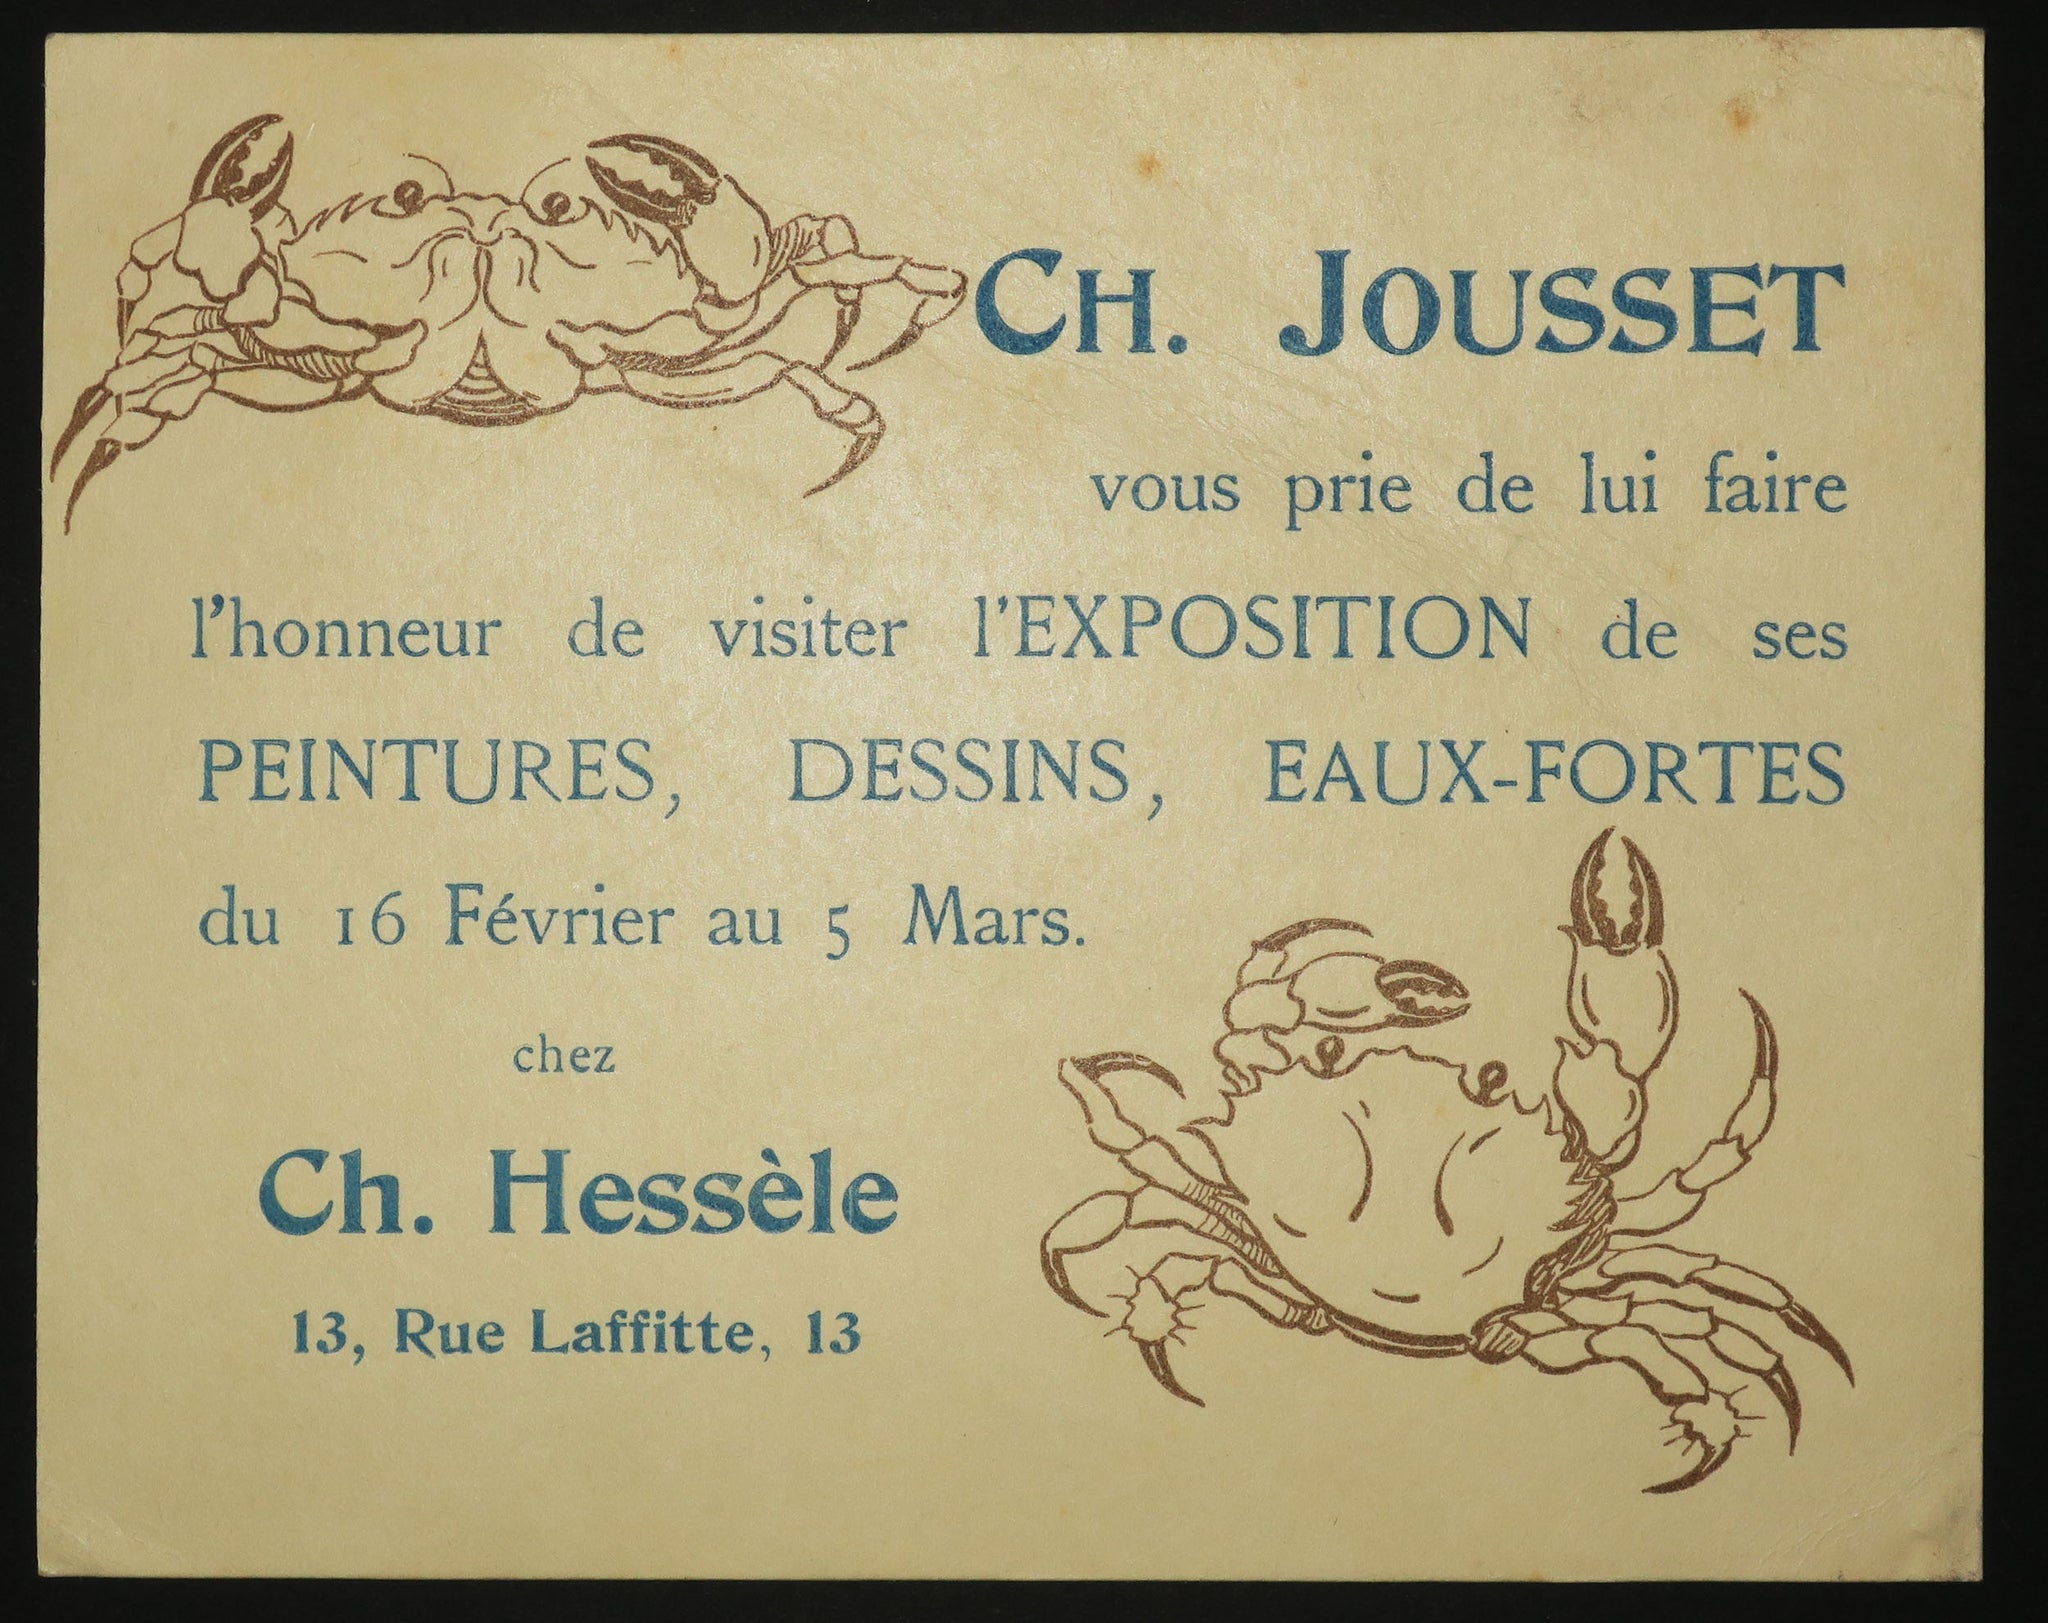 CH. JOUSSET
vous prie de lui faire
l'honneur de visiter l'EXPOSITION de ses
PEINTURES, DESSINS, EAUX-FORTES
du 16 Février au 5 Mars.
chez
Ch. Hessèle
13, Rue Laffitte, 13